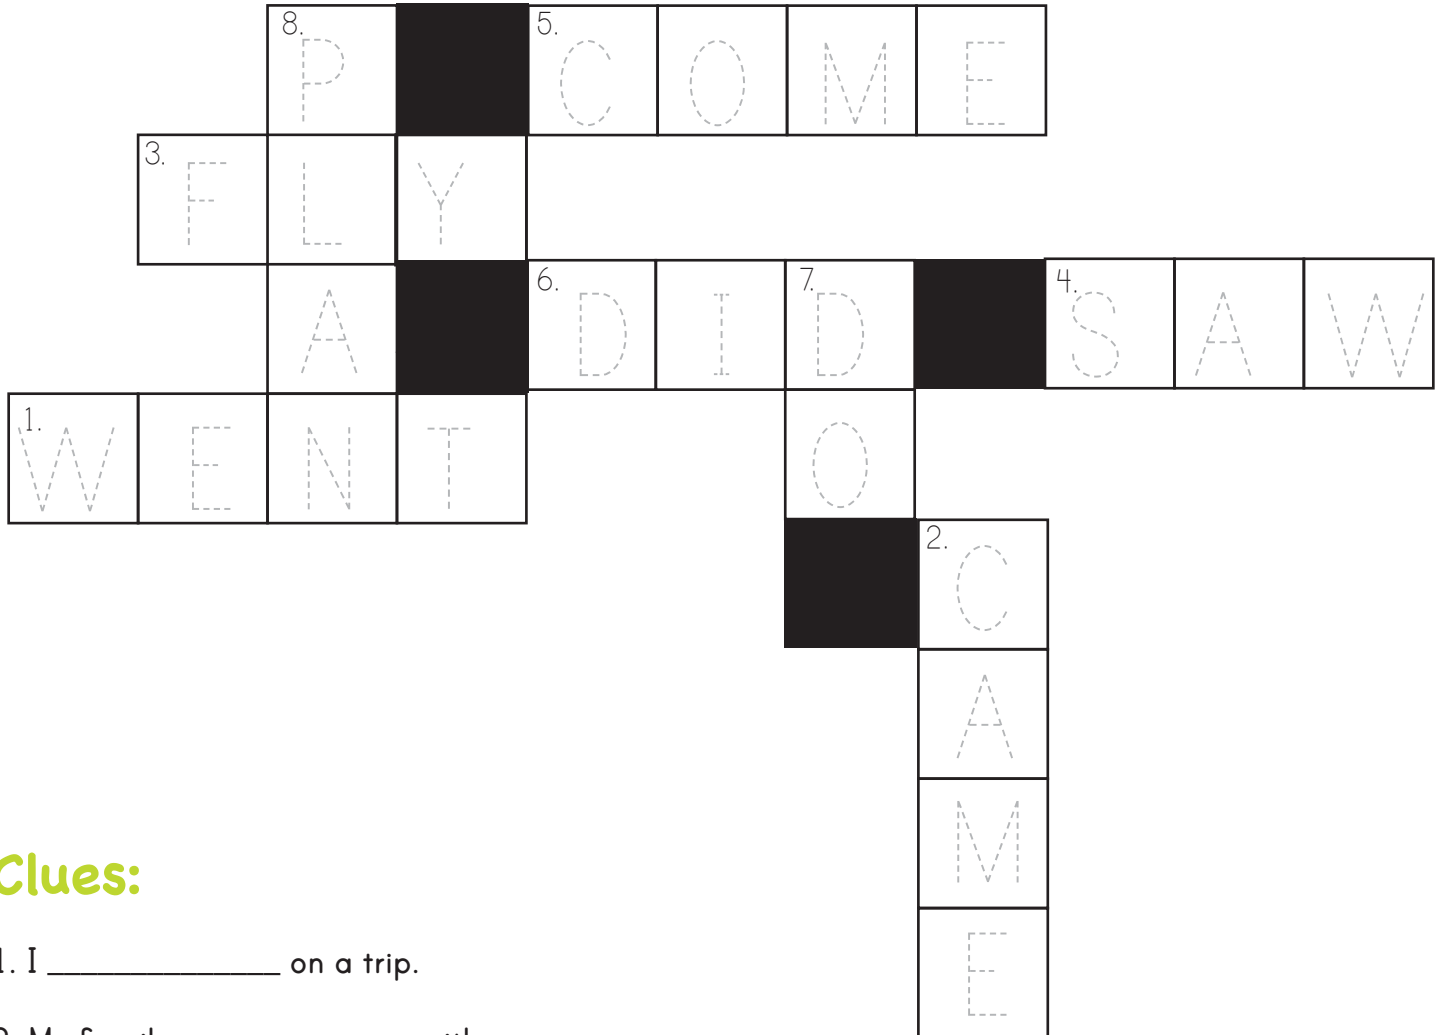 8. P 5. C O M E
3. F L Y
A 6. D I 7. D 4. S A W
1. W E N T O
2. C
A
M
Clues:
E
1. I ______________ on a trip.